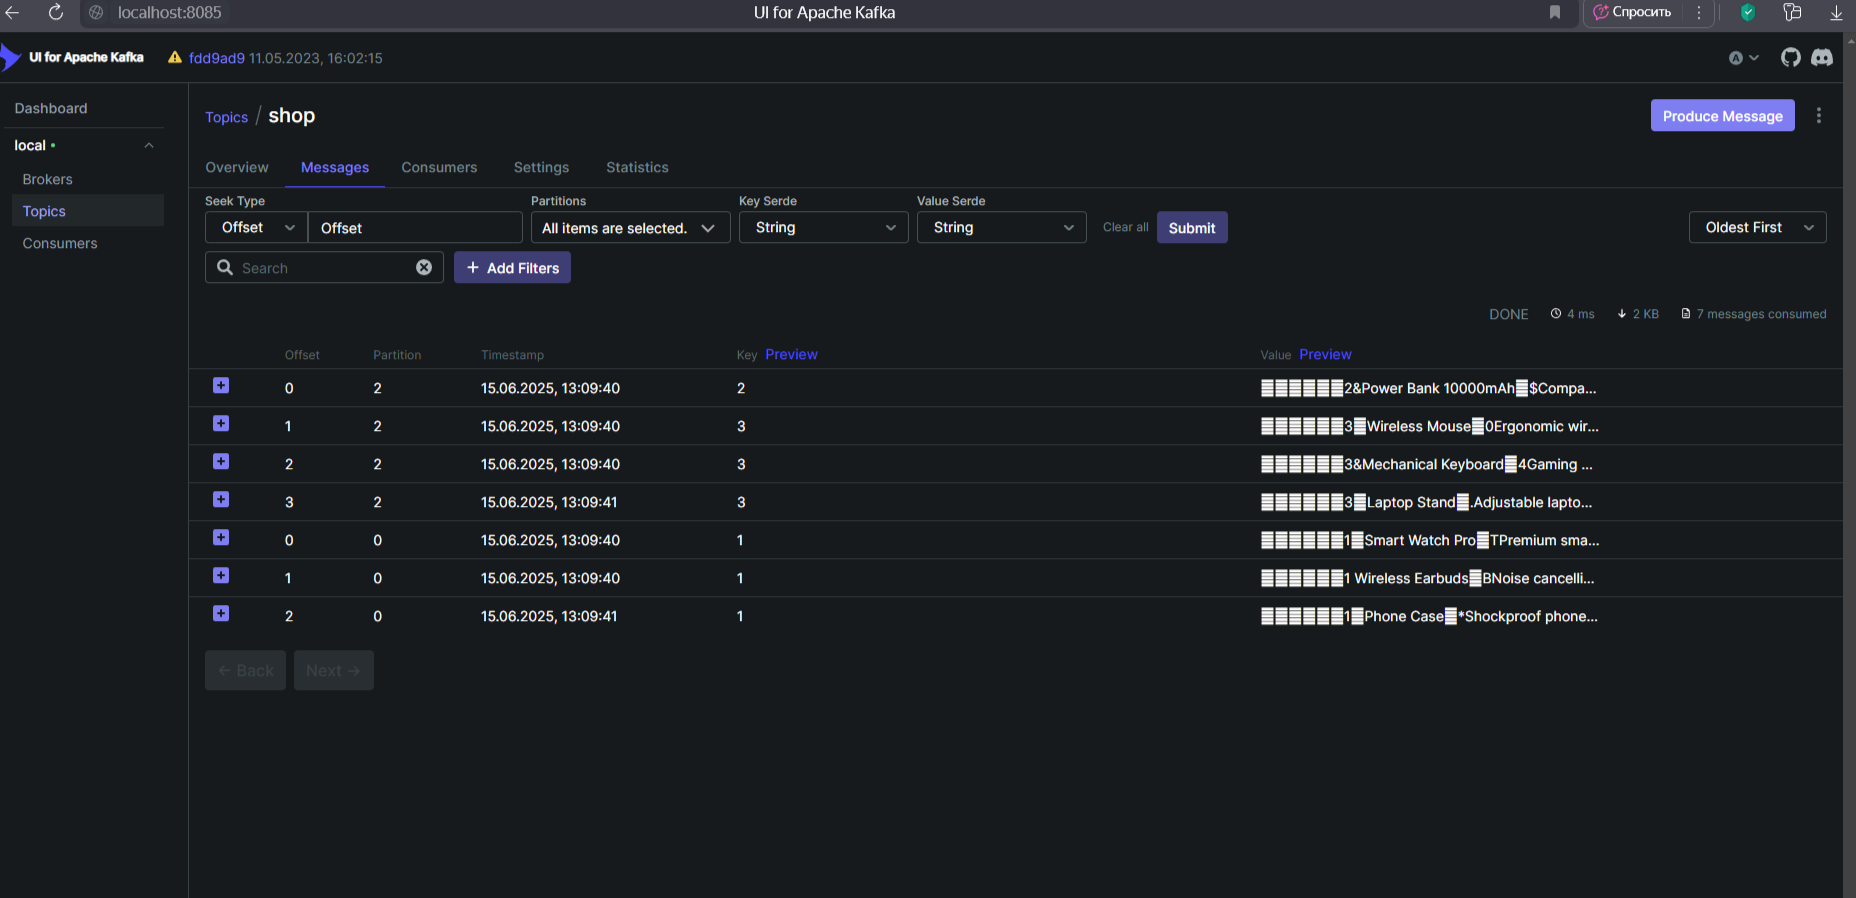 localhost:8085
UI for Apache Kafka
Спросить
UI for Apache Kafka
fdd9ad9 11.05.2023, 16:02:15
A
Dashboard
local
Brokers
Topics
Consumers
Topics / shop
Produce Message
Overview Messages Consumers Settings Statistics
Seek Type Partitions Key Serde Value Serde
Offset Offset All items are selected. String String Clear all Submit Oldest First
Search + Add Filters
DONE 4 ms 2 KB 7 messages consumed
Offset Partition Timestamp Key Preview Value Preview
0 2 15.06.2025, 13:09:40 2 ▒▒▒▒▒▒2&Power Bank 10000mAh▒$Compa...
1 2 15.06.2025, 13:09:40 3 ▒▒▒▒▒▒3▒Wireless Mouse▒0Ergonomic wir...
2 2 15.06.2025, 13:09:40 3 ▒▒▒▒▒▒3&Mechanical Keyboard▒4Gaming ...
3 2 15.06.2025, 13:09:41 3 ▒▒▒▒▒▒3▒Laptop Stand▒.Adjustable lapto...
0 0 15.06.2025, 13:09:40 1 ▒▒▒▒▒▒1▒Smart Watch Pro▒TPremium sma...
1 0 15.06.2025, 13:09:40 1 ▒▒▒▒▒▒1 Wireless Earbuds▒BNoise cancelli...
2 0 15.06.2025, 13:09:41 1 ▒▒▒▒▒▒1▒Phone Case▒*Shockproof phone...
← Back Next →